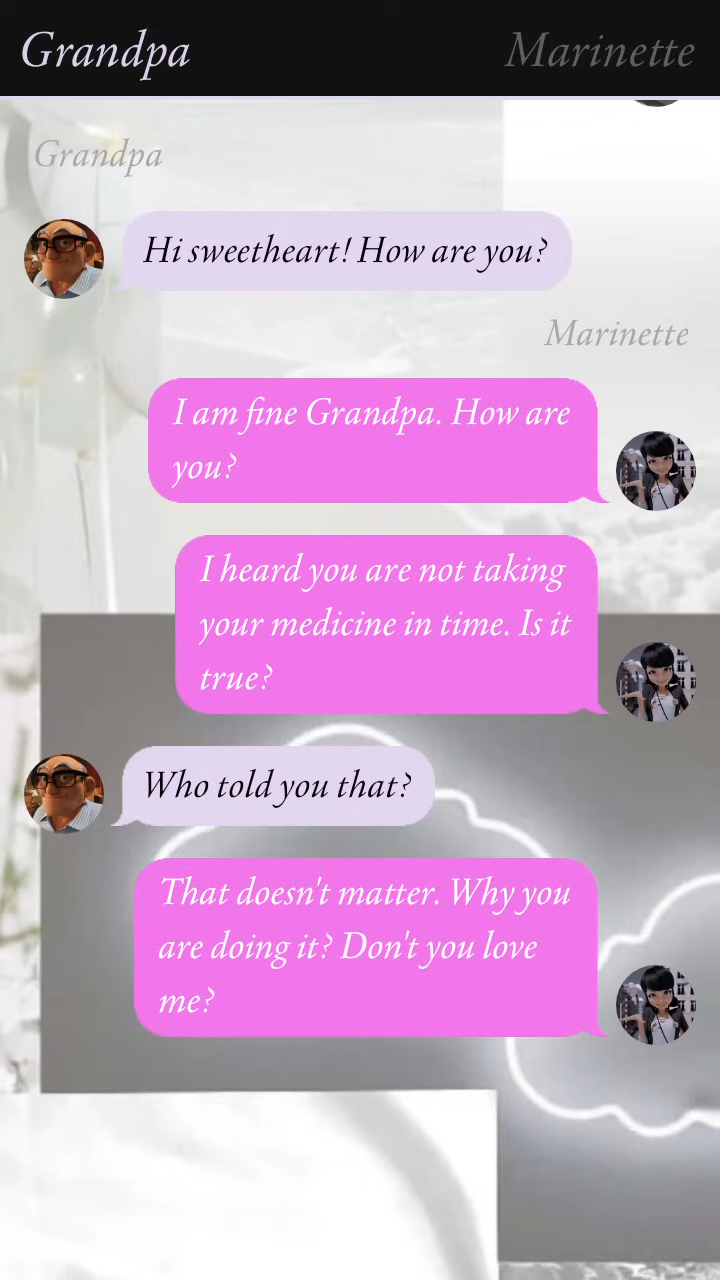 Grandpa
Marinette
Grandpa
Hi sweetheart! How are you?
Marinette
I am fine Grandpa. How are
you?
I heard you are not taking
your medicine in time. Is it
true?
Who told you that?
That doesn't matter. Why you
are doing it? Don't you love
me?